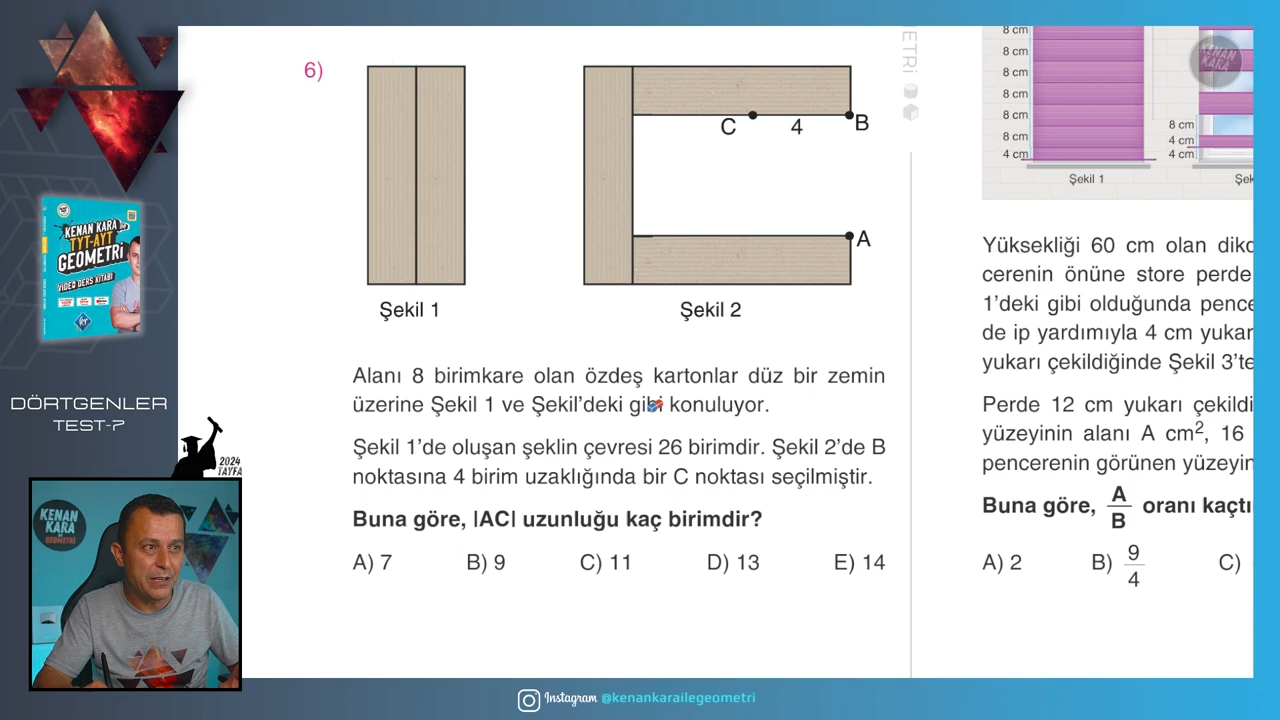 6)
C
4
B
A
Şekil 1
Şekil 2
Alanı 8 birimkare olan özdeş kartonlar düz bir zemin
üzerine Şekil 1 ve Şekil’deki gibi konuluyor.
Şekil 1’de oluşan şeklin çevresi 26 birimdir. Şekil 2’de B
noktasına 4 birim uzaklığında bir C noktası seçilmiştir.
Buna göre, |AC| uzunluğu kaç birimdir?
A) 7 B) 9 C) 11 D) 13 E) 14
ETRİ
8 cm
8 cm
8 cm
8 cm
8 cm
8 cm
4 cm
Şekil 1
8 cm
4 cm
4 cm
Şek
Yüksekliği 60 cm olan dikd
cerenin önüne store perde
1’deki gibi olduğunda pence
de ip yardımıyla 4 cm yukar
yukarı çekildiğinde Şekil 3’te
Perde 12 cm yukarı çekildi
yüzeyinin alanı A cm², 16
pencerenin görünen yüzeyin
Buna göre, A/B oranı kaçtı
A) 2 B) 9/4 C)
KENAN KARA
KENAN KARA
TYT-AYT
GEOMETRİ
VİDEO DERS KİTABI
DÖRTGENLER
TEST-7
2024
TAYFA
KENAN
KARA
GEOMETRİ
Instagram @kenankarailegeometri